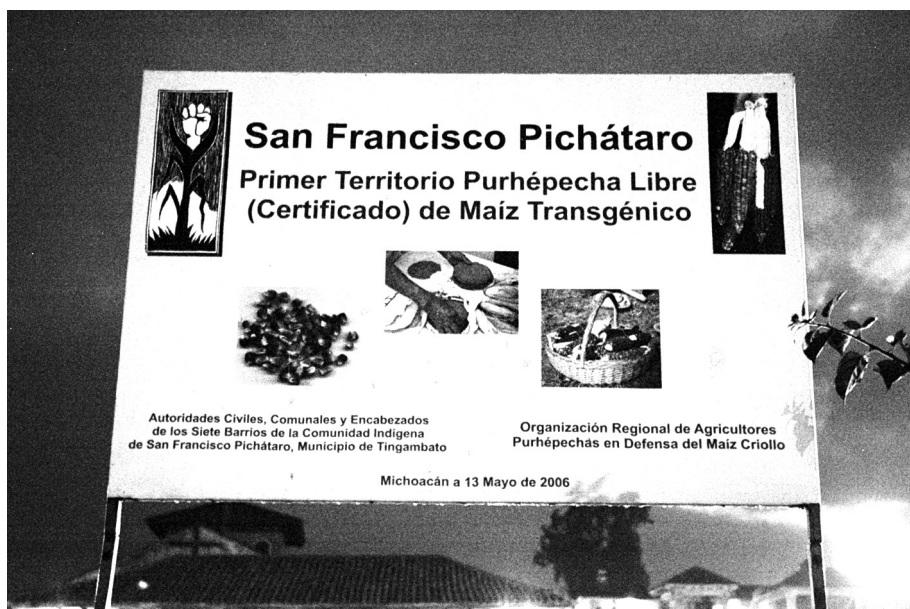 San Francisco Pichátaro
Primer Territorio Purhépecha Libre
(Certificado) de Maíz Transgénico
Autoridades Civiles, Comunales y Encabezados
de los Siete Barrios de la Comunidad Indígena
de San Francisco Pichátaro, Municipio de Tingambato
Organización Regional de Agricultores
Purhépechas en Defensa del Maíz Criollo
Michoacán a 13 Mayo de 2006